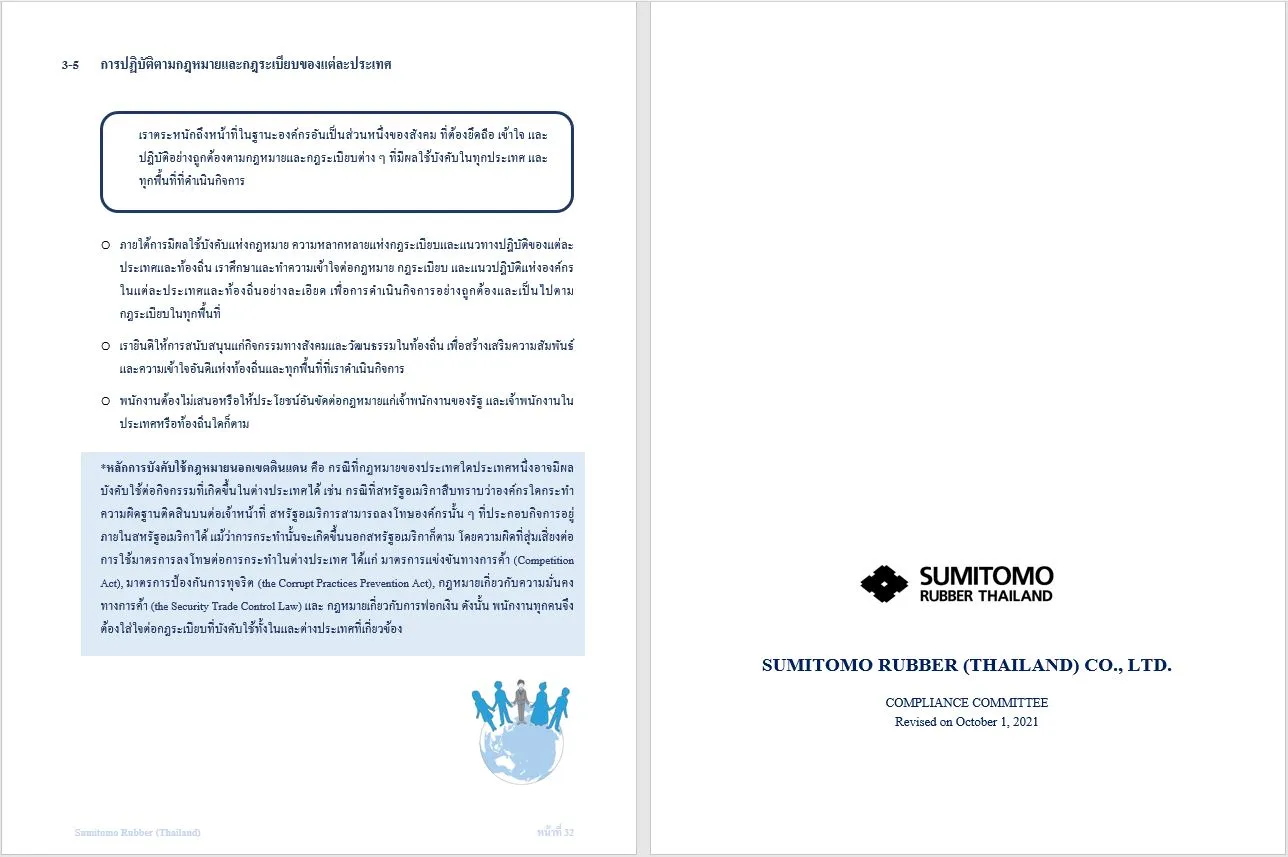 3-5 การปฏิบัติตามกฎหมายและกฎระเบียบของแต่ละประเทศ
เราตระหนักถึงหน้าที่ในฐานะองค์กรอันเป็นส่วนหนึ่งของสังคม ที่ต้องยึดถือ เข้าใจ และ
ปฏิบัติอย่างถูกต้องตามกฎหมายและกฎระเบียบต่าง ๆ ที่มีผลใช้บังคับในทุกประเทศ และ
ทุกพื้นที่ที่ดำเนินกิจการ
ภายใต้การมีผลใช้บังคับแห่งกฎหมาย ความหลากหลายแห่งกฎระเบียบและแนวทางปฏิบัติของแต่ละ
ประเทศและท้องถิ่น เราศึกษาและทำความเข้าใจต่อกฎหมาย กฎระเบียบ และแนวปฏิบัติแห่งองค์กร
ในแต่ละประเทศและท้องถิ่นอย่างละเอียด เพื่อการดำเนินกิจการอย่างถูกต้องและเป็นไปตาม
กฎระเบียบในทุกพื้นที่
เรายินดีให้การสนับสนุนแก่กิจกรรมทางสังคมและวัฒนธรรมในท้องถิ่น เพื่อสร้างเสริมความสัมพันธ์
และความเข้าใจอันดีแห่งท้องถิ่นและทุกพื้นที่ที่เราดำเนินกิจการ
พนักงานต้องไม่เสนอหรือให้ประโยชน์อันขัดต่อกฎหมายแก่เจ้าพนักงานของรัฐ และเจ้าพนักงานใน
ประเทศหรือท้องถิ่นใดก็ตาม
*หลักการบังคับใช้กฎหมายนอกเขตดินแดน คือ กรณีที่กฎหมายของประเทศใดประเทศหนึ่งอาจมีผล
บังคับใช้ต่อกิจกรรมที่เกิดขึ้นในต่างประเทศได้ เช่น กรณีที่สหรัฐอเมริกาสืบทราบว่าองค์กรใดกระทำ
ความผิดฐานติดสินบนต่อเจ้าหน้าที่ สหรัฐอเมริการสามารถลงโทษองค์กรนั้น ๆ ที่ประกอบกิจการอยู่
ภายในสหรัฐอเมริกาได้ แม้ว่าการกระทำนั้นจะเกิดขึ้นนอกสหรัฐอเมริกาก็ตาม โดยความผิดที่สุ่มเสี่ยงต่อ
การใช้มาตรการลงโทษต่อการกระทำในต่างประเทศ ได้แก่ มาตรการแข่งขันทางการค้า (Competition
Act), มาตรการป้องกันการทุจริต (the Corrupt Practices Prevention Act), กฎหมายเกี่ยวกับความมั่นคง
ทางการค้า (the Security Trade Control Law) และ กฎหมายเกี่ยวกับการฟอกเงิน ดังนั้น พนักงานทุกคนจึง
ต้องใส่ใจต่อกฎระเบียบที่บังคับใช้ทั้งในและต่างประเทศที่เกี่ยวข้อง
Sumitomo Rubber (Thailand) หน้าที่ 32
SUMITOMO
RUBBER THAILAND
SUMITOMO RUBBER (THAILAND) CO., LTD.
COMPLIANCE COMMITTEE
Revised on October 1, 2021